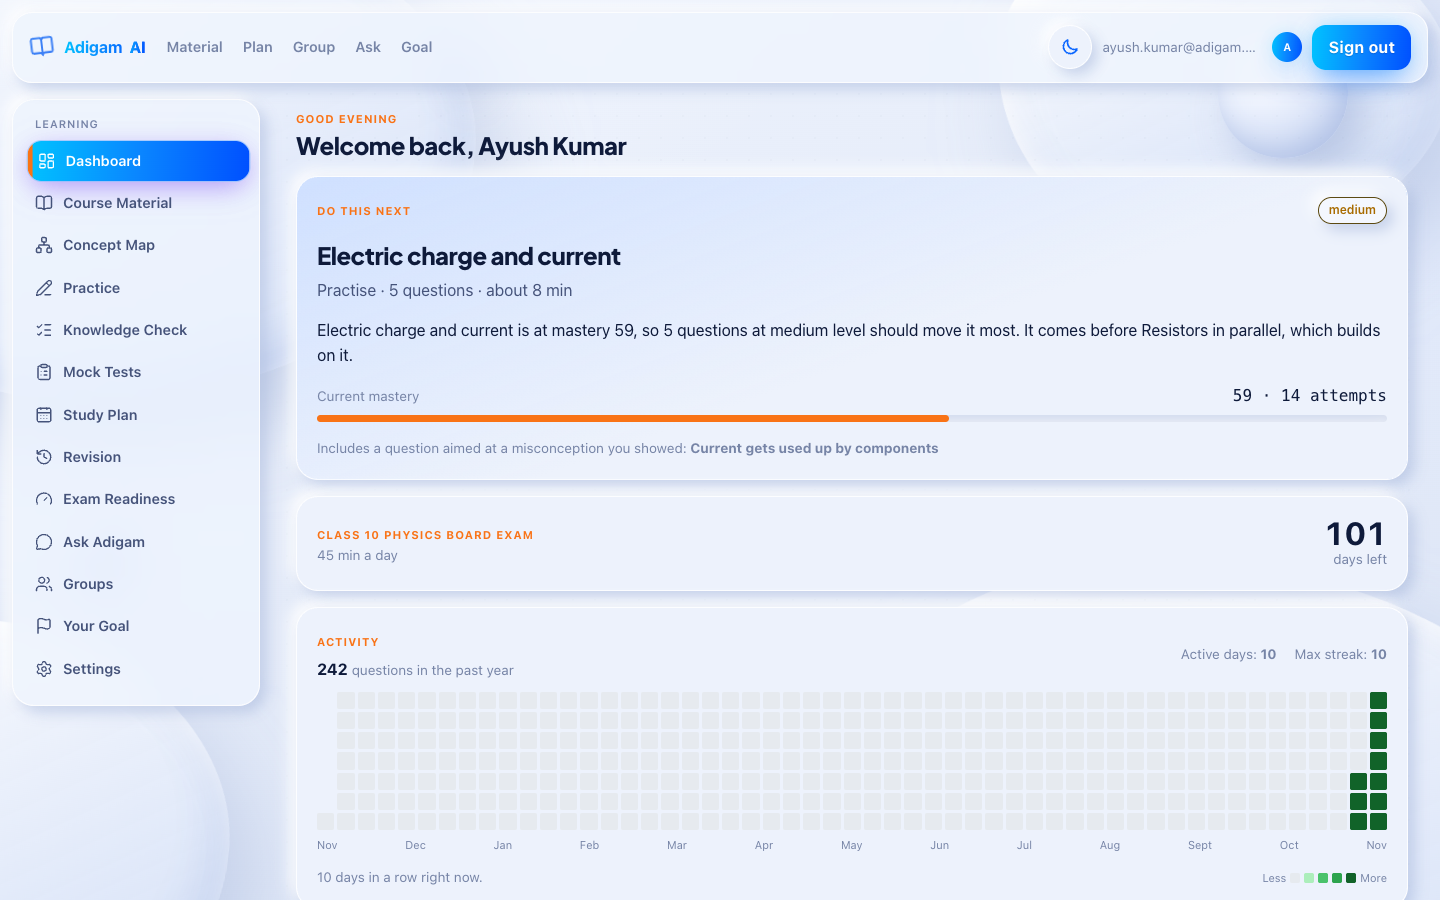 Adigam AI
Material
Plan
Group
Ask
Goal
ayush.kumar@adigam....
A
Sign out
LEARNING
Dashboard
Course Material
Concept Map
Practice
Knowledge Check
Mock Tests
Study Plan
Revision
Exam Readiness
Ask Adigam
Groups
Your Goal
Settings
GOOD EVENING
Welcome back, Ayush Kumar
DO THIS NEXT
medium
Electric charge and current
Practise · 5 questions · about 8 min
Electric charge and current is at mastery 59, so 5 questions at medium level should move it most. It comes before Resistors in parallel, which builds
on it.
Current mastery
59 · 14 attempts
Includes a question aimed at a misconception you showed: Current gets used up by components
CLASS 10 PHYSICS BOARD EXAM
45 min a day
101
days left
ACTIVITY
242 questions in the past year
Active days: 10
Max streak: 10
Nov Dec Jan Feb Mar Apr May Jun Jul Aug Sept Oct Nov
10 days in a row right now.
Less
More